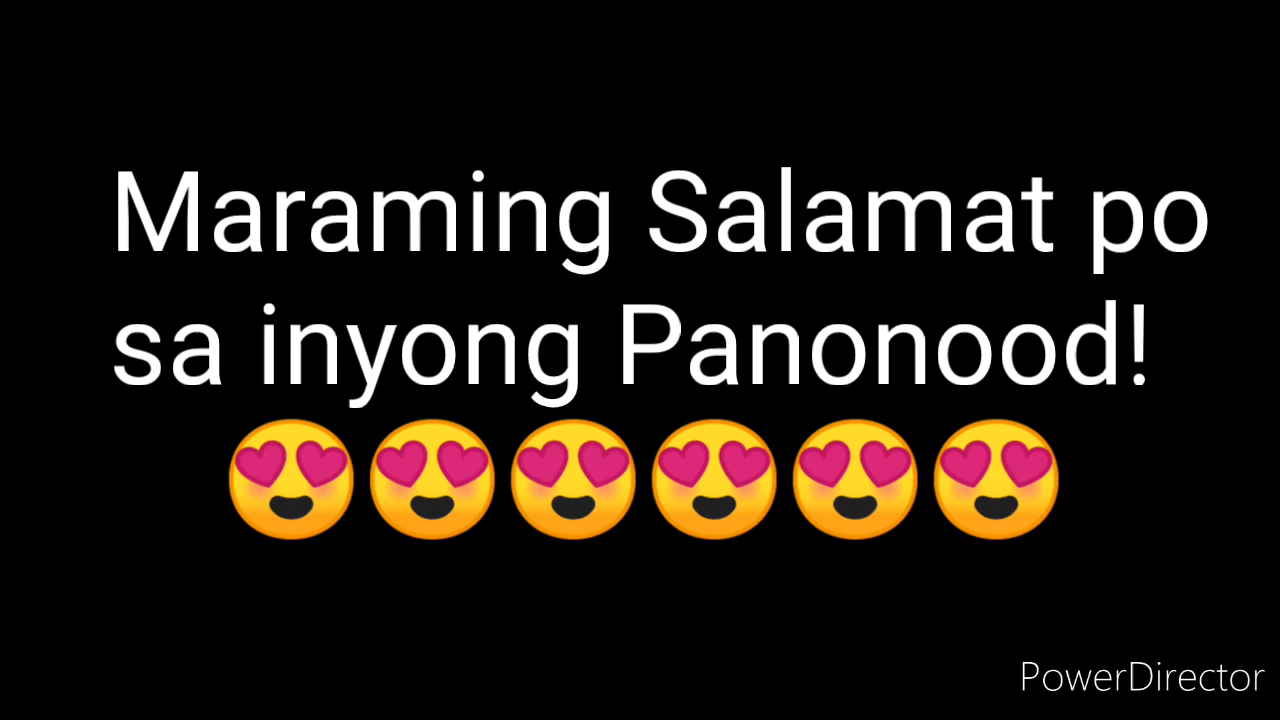 Maraming Salamat po
sa inyong Panonood!
😍😍😍😍😍😍
PowerDirector